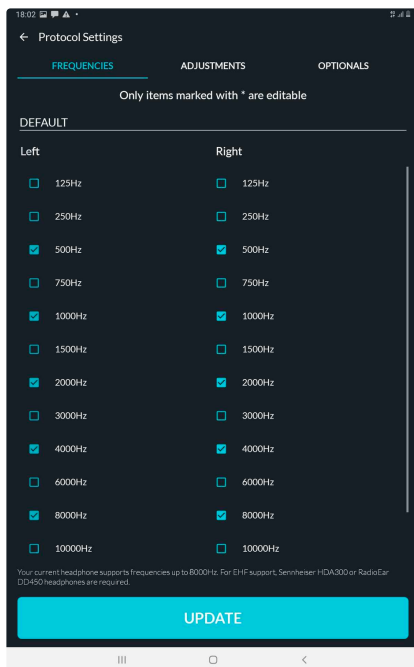 18:02
Protocol Settings
FREQUENCIES ADJUSTMENTS OPTIONALS
Only items marked with * are editable
DEFAULT
Left Right
125Hz 125Hz
250Hz 250Hz
500Hz 500Hz
750Hz 750Hz
1000Hz 1000Hz
1500Hz 1500Hz
2000Hz 2000Hz
3000Hz 3000Hz
4000Hz 4000Hz
6000Hz 6000Hz
8000Hz 8000Hz
10000Hz 10000Hz
Your current headphone supports frequencies up to 8000Hz. For EHF support, Sennheiser HDA300 or RadioEar
DD450 headphones are required.
UPDATE